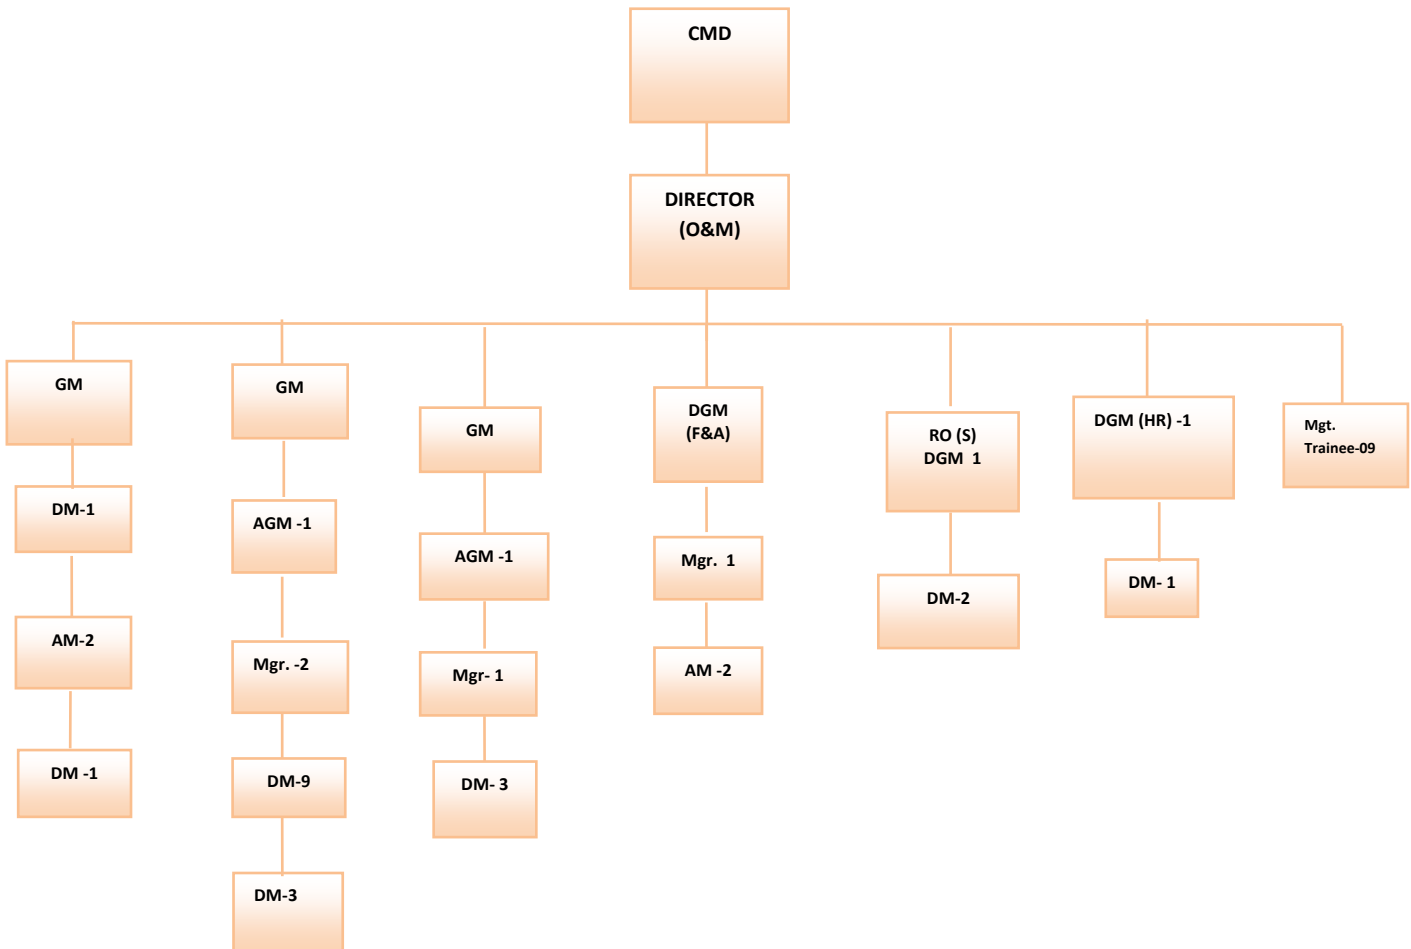 CMD
DIRECTOR
(O&M)
GM
DM-1
AM-2
DM -1
GM
AGM -1
Mgr. -2
DM-9
DM-3
GM
AGM -1
Mgr- 1
DM- 3
DGM
(F&A)
Mgr.  1
AM -2
RO (S)
DGM  1
DM-2
DGM (HR) -1
DM- 1
Mgt.
Trainee-09